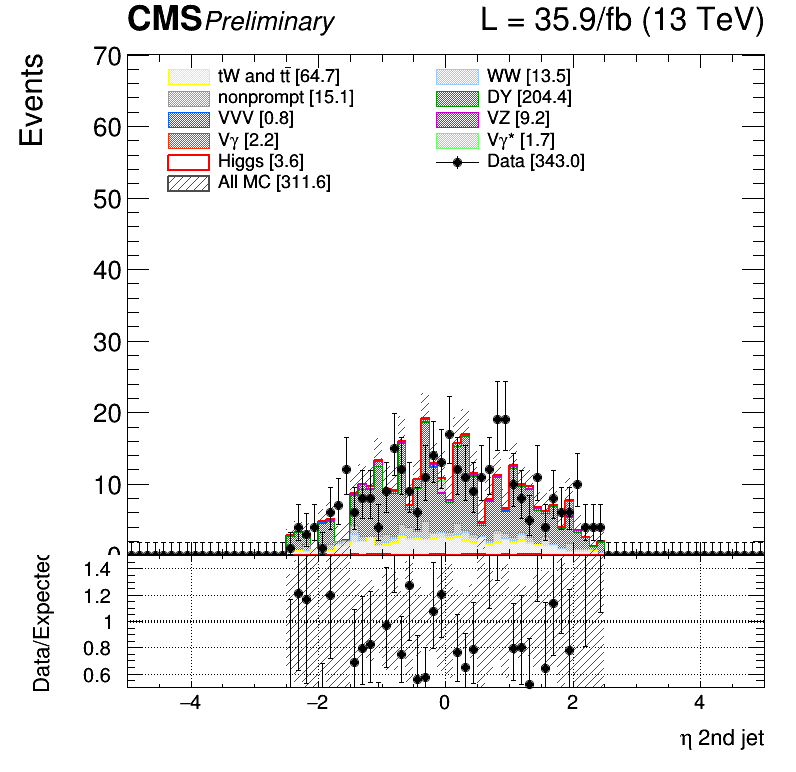 CMS Preliminary L = 35.9/fb (13 TeV)
Events
70
60
50
40
30
20
10
0
tW and tt̄ [64.7]
nonprompt [15.1]
VVV [0.8]
Vγ [2.2]
Higgs [3.6]
All MC [311.6]
WW [13.5]
DY [204.4]
VZ [9.2]
Vγ* [1.7]
Data [343.0]
Data/Expected
1.4
1.2
1
0.8
0.6
−4 −2 0 2 4
η 2nd jet